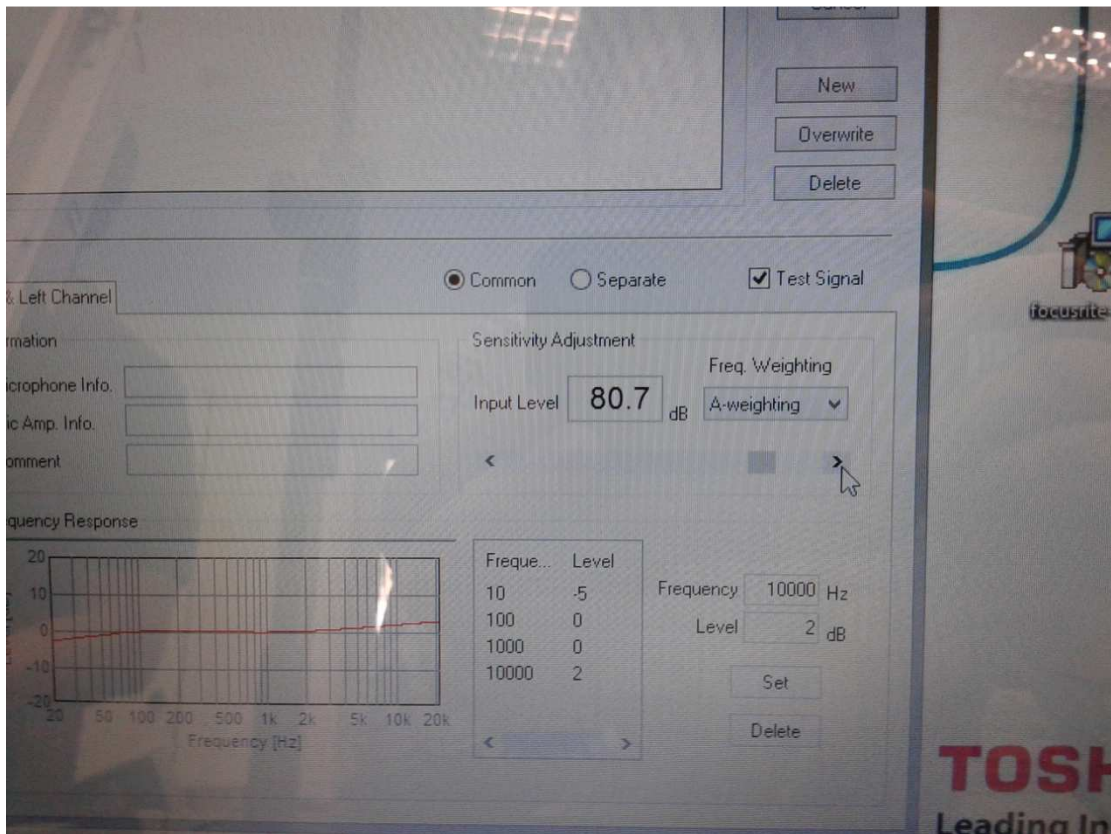 Cancel
New
Overwrite
Delete
Common
Separate
Test Signal
& Left Channel
focusrite
Sensitivity Adjustment
Freq. Weighting
Input Level 80.7 dB A-weighting
crophone Info.
ic Amp. Info.
omment
quency Response
20
10
0
-10
-20
20 50 100 200 500 1k 2k 5k 10k 20k
Frequency [Hz]
Freque... Level
10 -5
100 0
1000 0
10000 2
Frequency 10000 Hz
Level 2 dB
Set
Delete
TOSH
Leading In